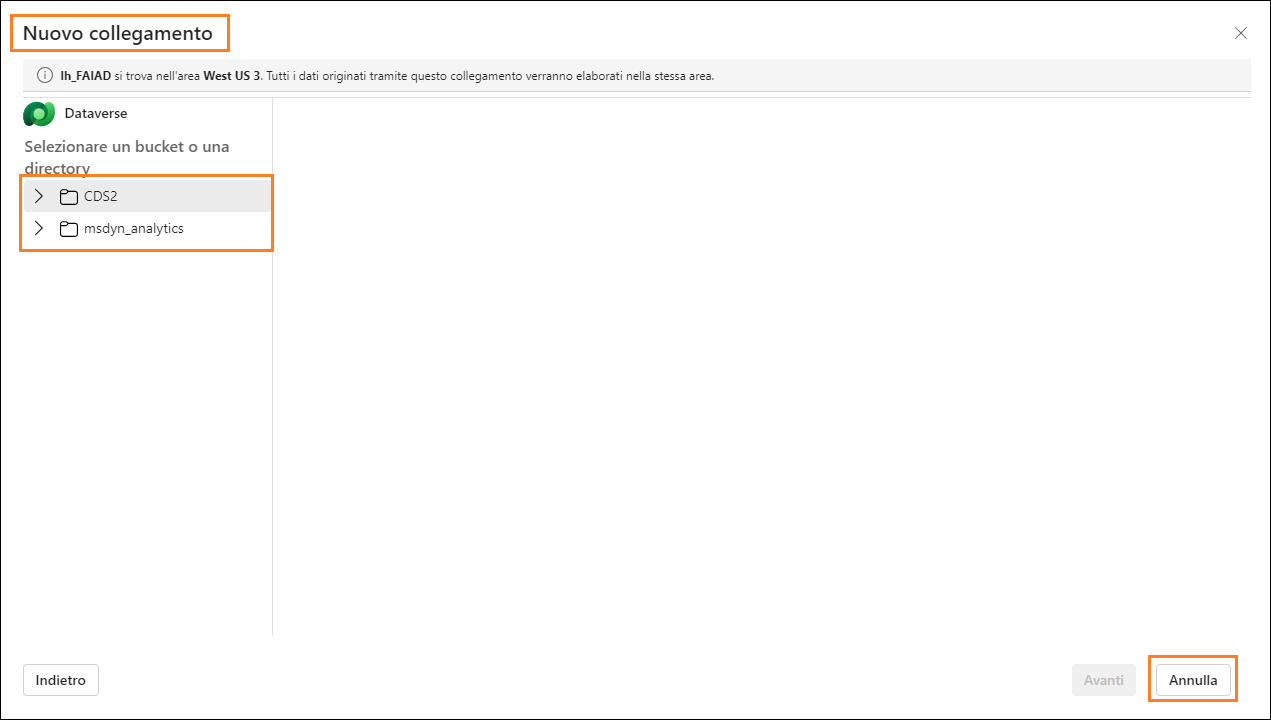 Nuovo collegamento
lh_FAIAD si trova nell'area West US 3. Tutti i dati originati tramite questo collegamento verranno elaborati nella stessa area.
Dataverse
Selezionare un bucket o una
directory
CDS2
msdyn_analytics
Indietro
Avanti
Annulla